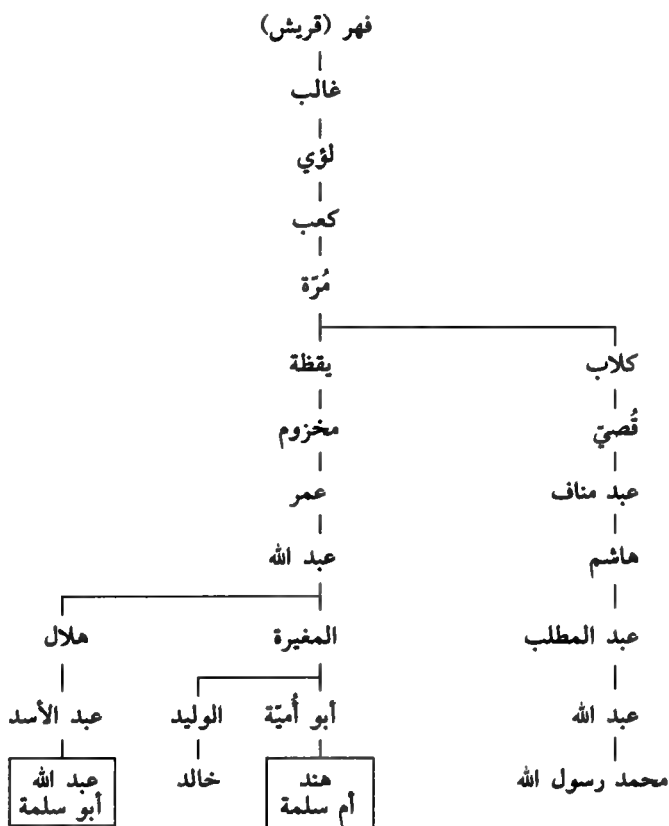 فهر (قريش)
غالب
لؤي
كعب
مُرّة
كلاب
يقظة
قُصيّ
مخزوم
عبد مناف
عمر
هاشم
عبد الله
عبد المطلب
المغيرة
هلال
عبد الله
أبو أُميّة
الوليد
عبد الأسد
محمد رسول الله
هند
أم سلمة
خالد
عبد الله
أبو سلمة